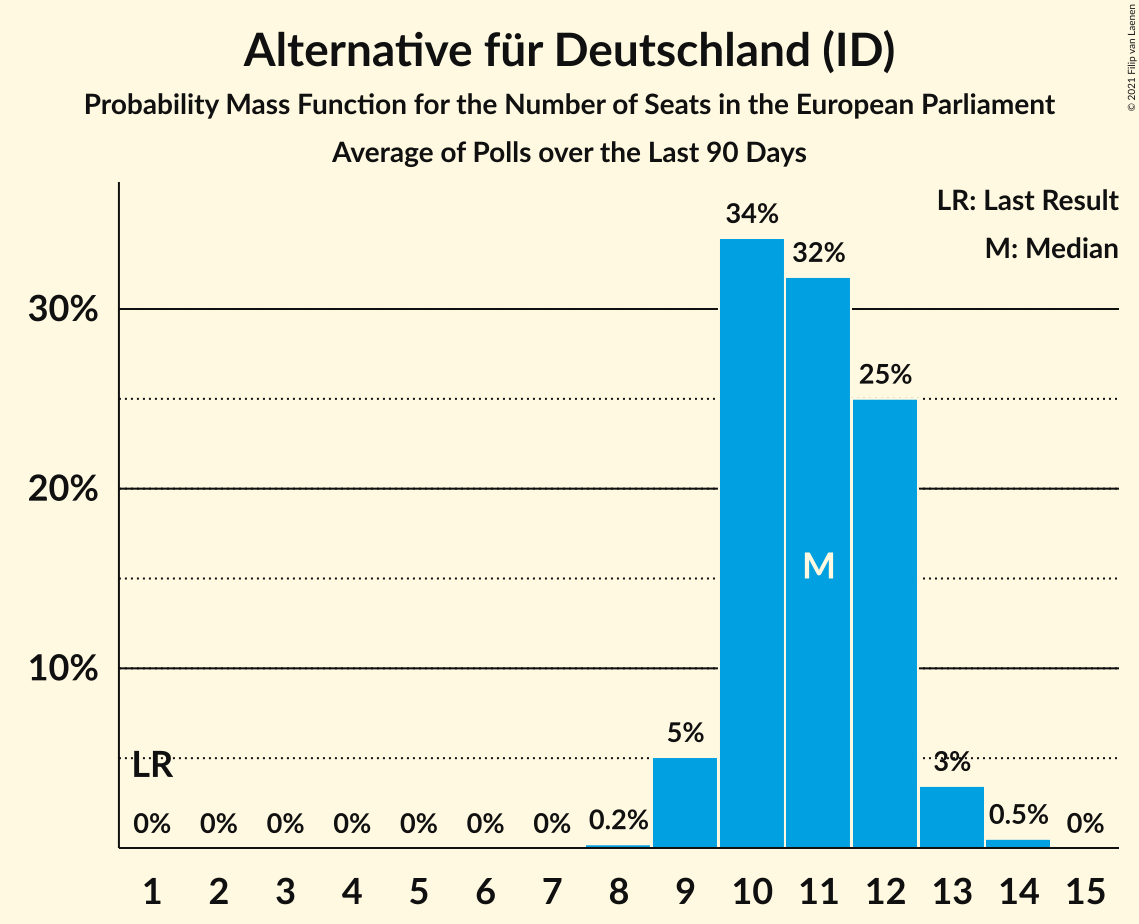 Alternative für Deutschland (ID)
Probability Mass Function for the Number of Seats in the European Parliament
Average of Polls over the Last 90 Days
© 2021 Filip van Laenen
LR: Last Result
M: Median
34%
32%
30%
25%
20%
M
10%
5%
LR
3%
0% 0% 0% 0% 0% 0% 0% 0.2% 0.5% 0%
1 2 3 4 5 6 7 8 9 10 11 12 13 14 15